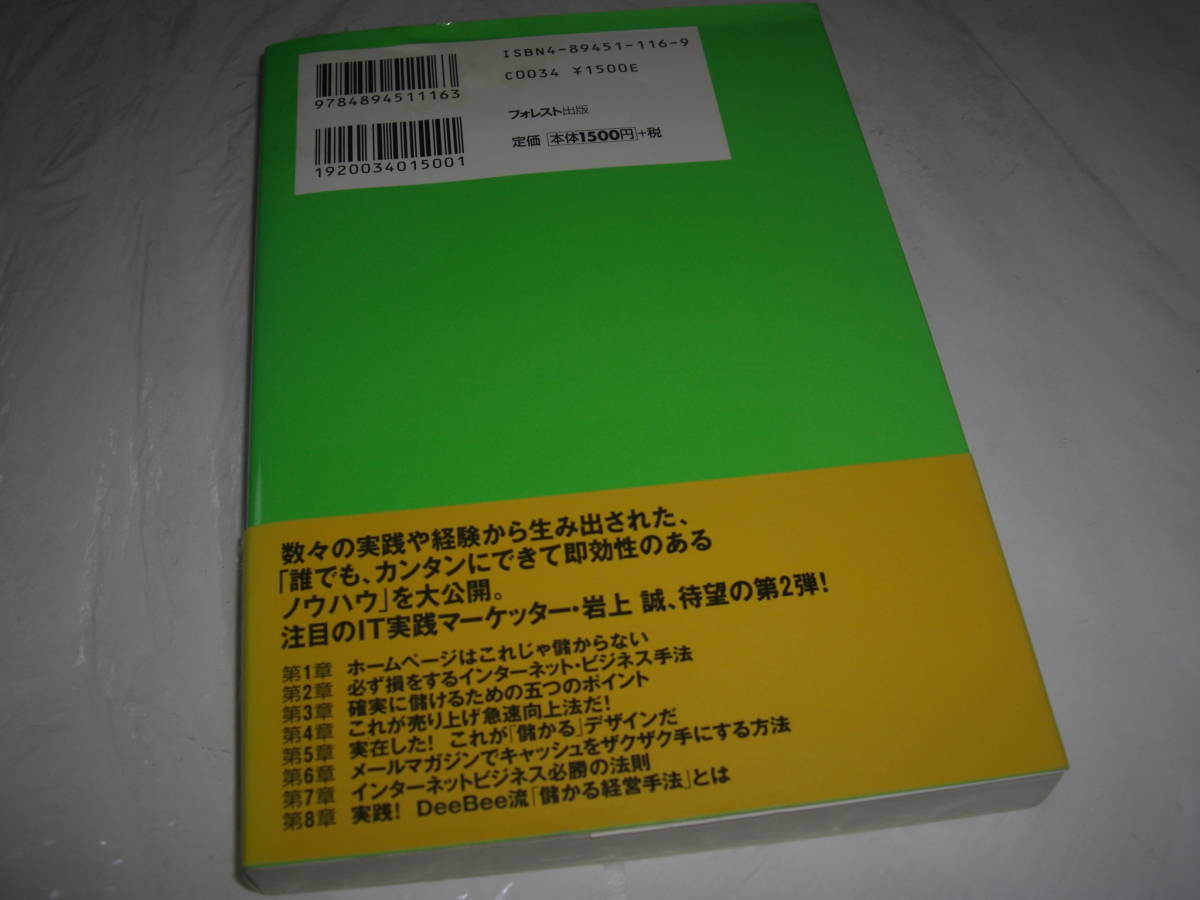 ISBN4-89451-116-9
C0034 ¥1500E
9784894511163
フォレスト出版
定価 本体1500円+税
1920034015001
数々の実践や経験から生み出された、
「誰でも、カンタンにできて即効性のある
ノウハウ」を大公開。
注目のIT実践マーケッター・岩上 誠、待望の第2弾！
第1章 ホームページはこれじゃ儲からない
第2章 必ず損をするインターネット・ビジネス手法
第3章 確実に儲けるための五つのポイント
第4章 これが売り上げ急速向上法だ！
第5章 実在した！ これが「儲かる」デザインだ
第6章 メールマガジンでキャッシュをザクザク手にする方法
第7章 インターネットビジネス必勝の法則
第8章 実践！ DeeBee流「儲かる経営手法」とは